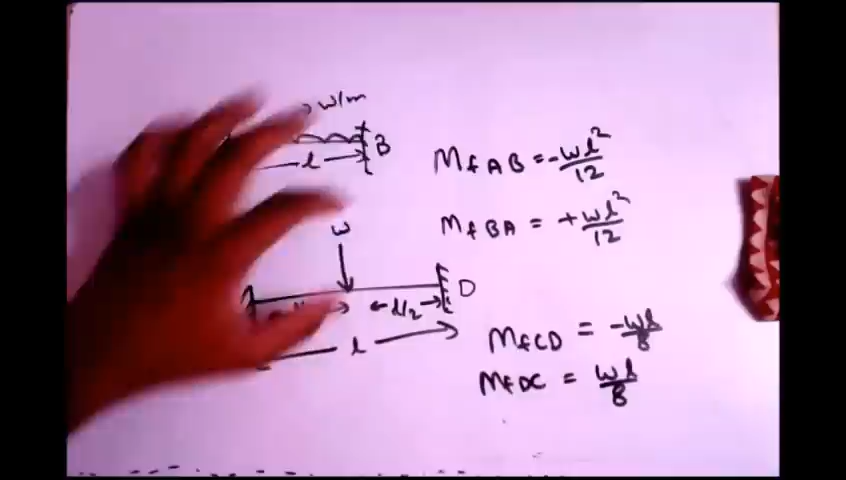 w/m
B
l
MfAB = -wl²/12
MfBA = +wl²/12
w
D
l/2
l
MfCD = -wl/8
MfDC = wl/8